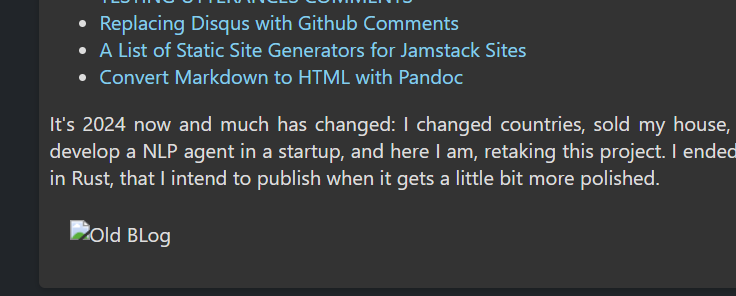 TESTING UTTERANCES COMMENTS
Replacing Disqus with Github Comments
A List of Static Site Generators for Jamstack Sites
Convert Markdown to HTML with Pandoc
It's 2024 now and much has changed: I changed countries, sold my house,
develop a NLP agent in a startup, and here I am, retaking this project. I ended
in Rust, that I intend to publish when it gets a little bit more polished.
Old BLog